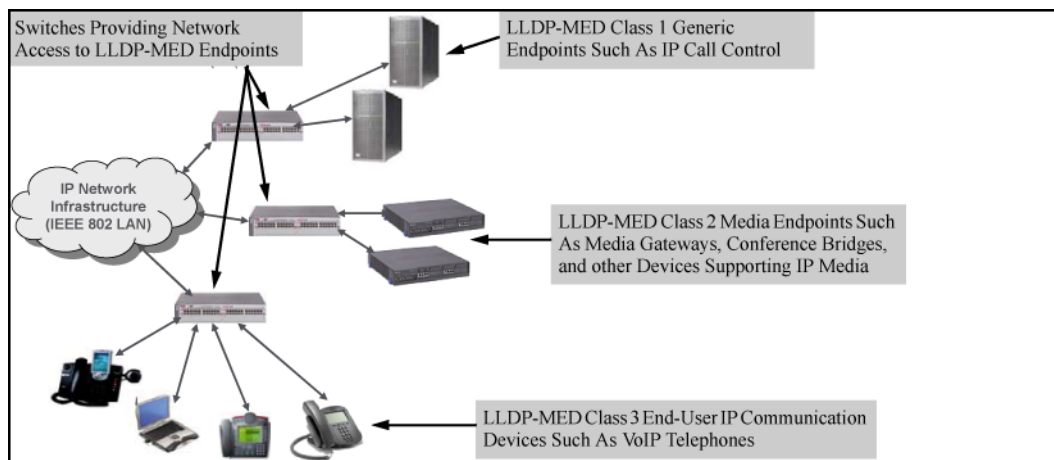 Switches Providing Network
Access to LLDP-MED Endpoints
LLDP-MED Class 1 Generic
Endpoints Such As IP Call Control
IP Network
Infrastructure
(IEEE 802 LAN)
LLDP-MED Class 2 Media Endpoints Such
As Media Gateways, Conference Bridges,
and other Devices Supporting IP Media
LLDP-MED Class 3 End-User IP Communication
Devices Such As VoIP Telephones